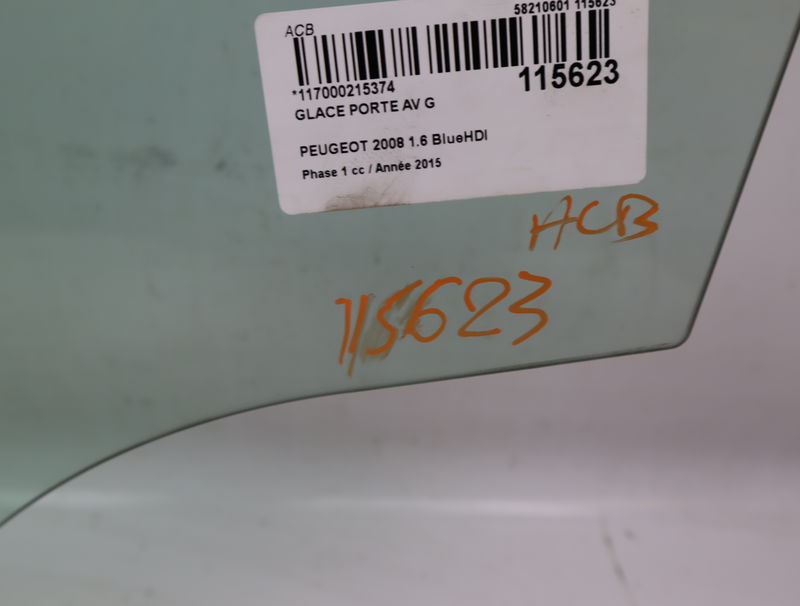 58210601 115623
ACB
115623
*117000215374
GLACE PORTE AV G
PEUGEOT 2008 1.6 BlueHDI
Phase 1 cc / Année 2015
ACB
115623